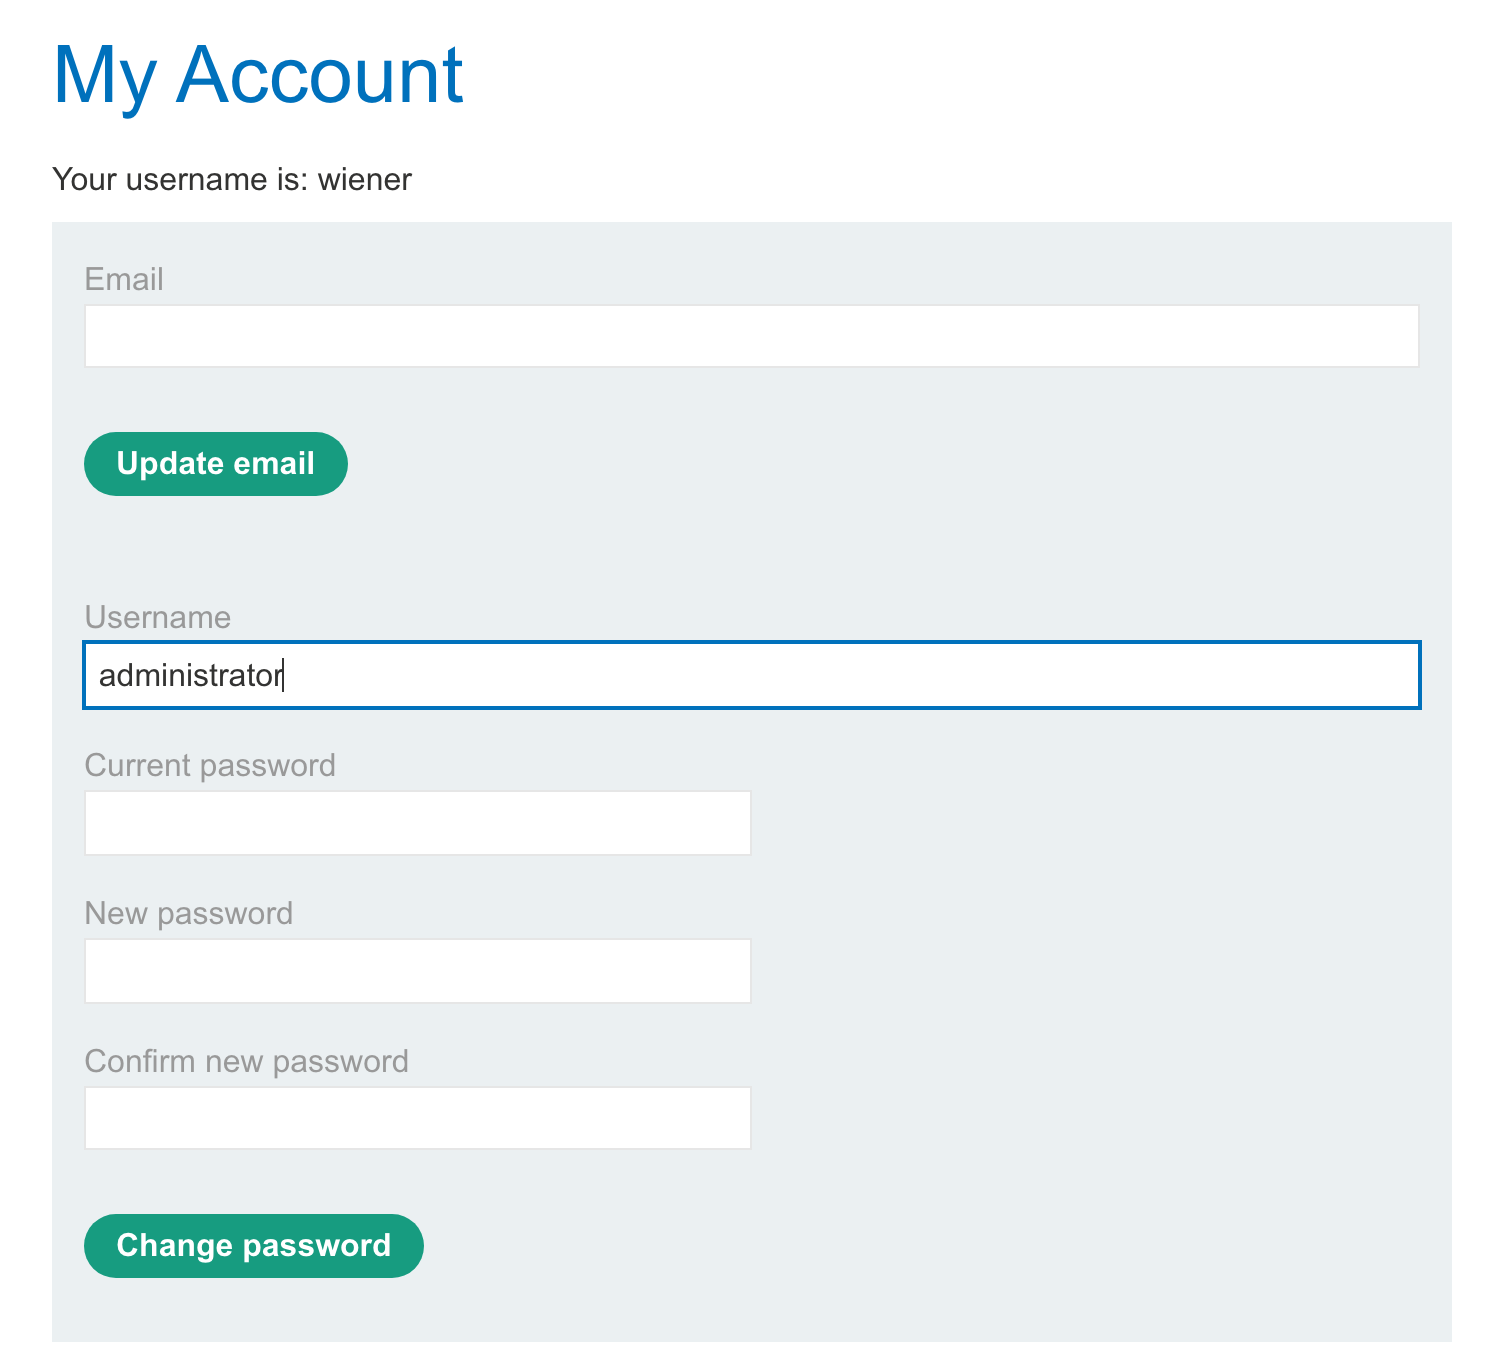 My Account
Your username is: wiener
Email
Update email
Username
administrator
Current password
New password
Confirm new password
Change password